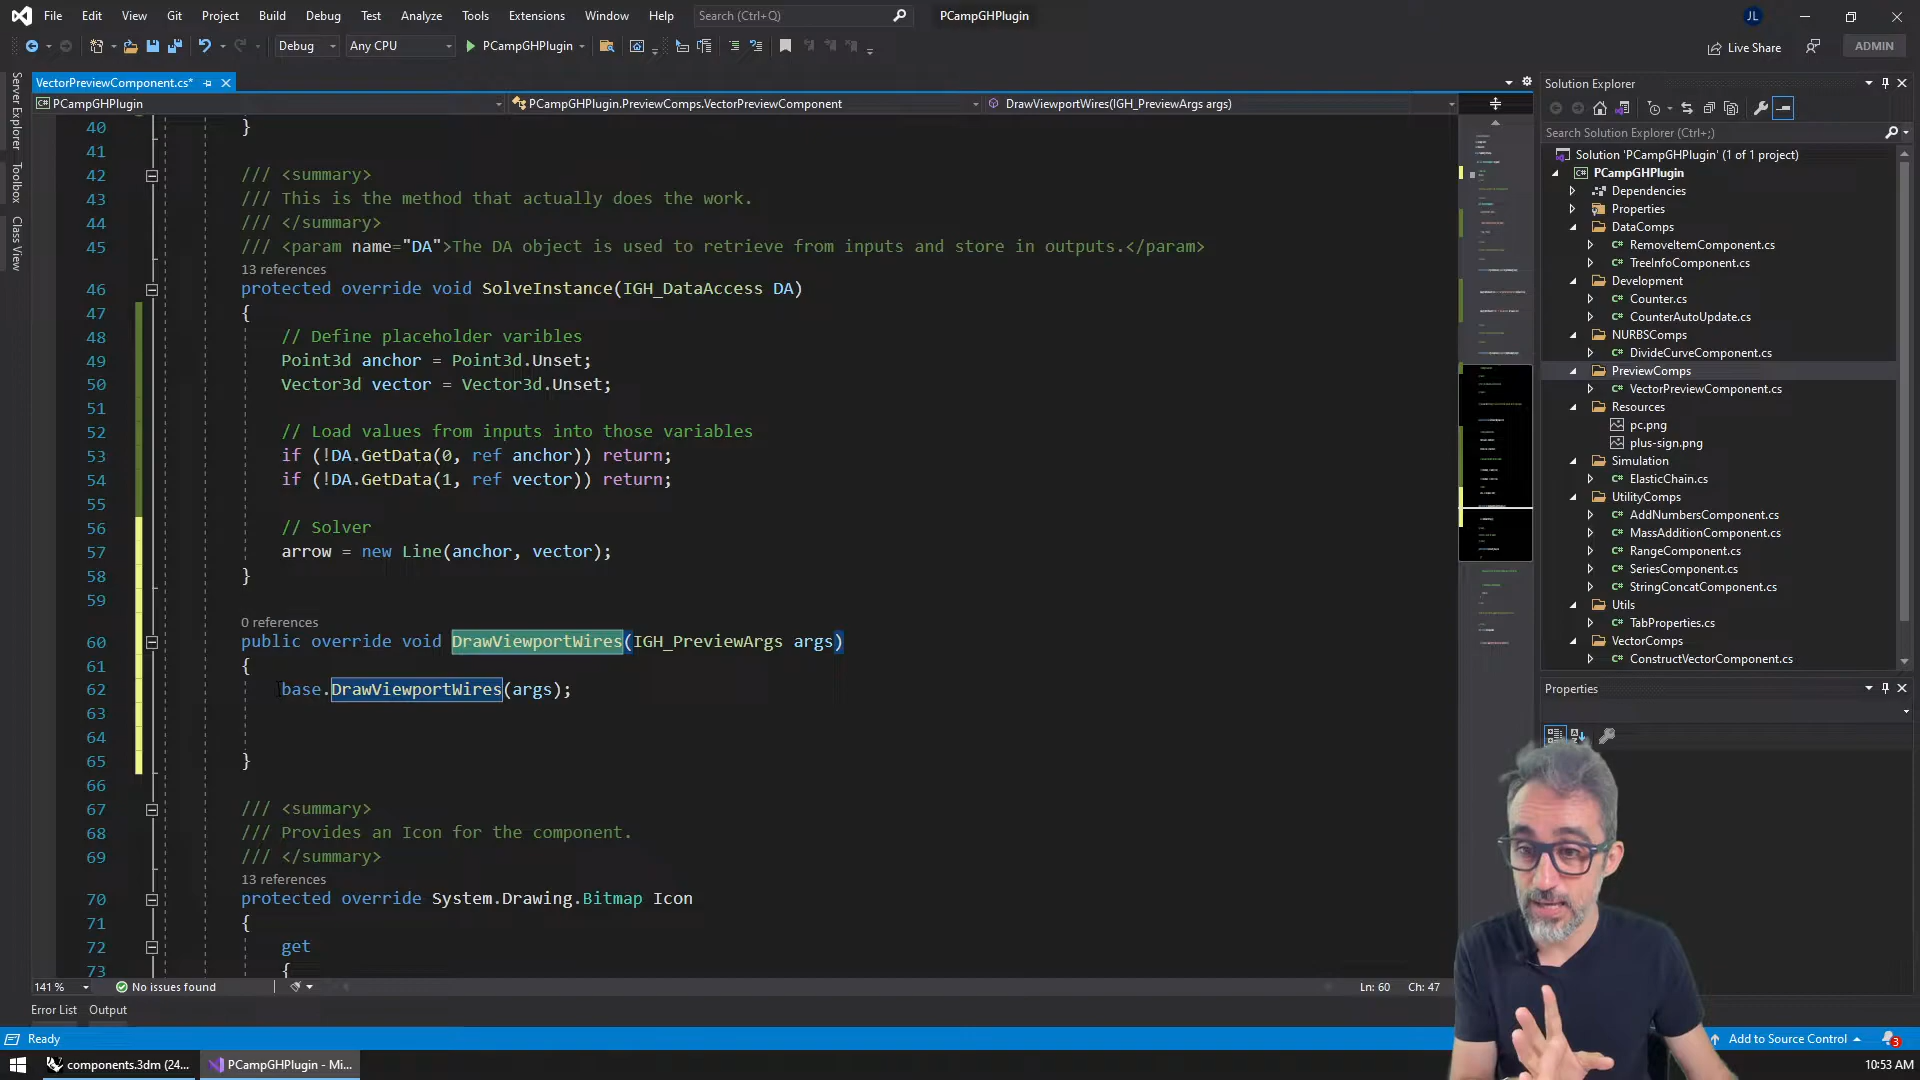 File Edit View Git Project Build Debug Test Analyze Tools Extensions Window Help Search (Ctrl+Q) PCampGHPlugin JL
Debug Any CPU PCampGHPlugin Live Share ADMIN
Server Explorer
Toolbox
Class View
VectorPreviewComponent.cs*
PCampGHPlugin PCampGHPlugin.PreviewComps.VectorPreviewComponent DrawViewportWires(IGH_PreviewArgs args)
40 }
41
42 /// <summary>
43 /// This is the method that actually does the work.
44 /// </summary>
45 /// <param name="DA">The DA object is used to retrieve from inputs and store in outputs.</param>
13 references
46 protected override void SolveInstance(IGH_DataAccess DA)
47 {
48 // Define placeholder varibles
49 Point3d anchor = Point3d.Unset;
50 Vector3d vector = Vector3d.Unset;
51
52 // Load values from inputs into those variables
53 if (!DA.GetData(0, ref anchor)) return;
54 if (!DA.GetData(1, ref vector)) return;
55
56 // Solver
57 arrow = new Line(anchor, vector);
58 }
59
0 references
60 public override void DrawViewportWires(IGH_PreviewArgs args)
61 {
62 base.DrawViewportWires(args);
63
64
65 }
66
67 /// <summary>
68 /// Provides an Icon for the component.
69 /// </summary>
13 references
70 protected override System.Drawing.Bitmap Icon
71 {
72 get
73 {
141 % No issues found Ln: 60 Ch: 47
Error List Output
Ready Add to Source Control 3
components.3dm (24... PCampGHPlugin - Mi... 10:53 AM
Solution Explorer
Search Solution Explorer (Ctrl+;)
Solution 'PCampGHPlugin' (1 of 1 project)
PCampGHPlugin
Dependencies
Properties
DataComps
C# RemoveItemComponent.cs
C# TreeInfoComponent.cs
Development
C# Counter.cs
C# CounterAutoUpdate.cs
NURBSComps
C# DivideCurveComponent.cs
PreviewComps
C# VectorPreviewComponent.cs
Resources
pc.png
plus-sign.png
Simulation
C# ElasticChain.cs
UtilityComps
C# AddNumbersComponent.cs
C# MassAdditionComponent.cs
C# RangeComponent.cs
C# SeriesComponent.cs
C# StringConcatComponent.cs
Utils
C# TabProperties.cs
VectorComps
C# ConstructVectorComponent.cs
Properties